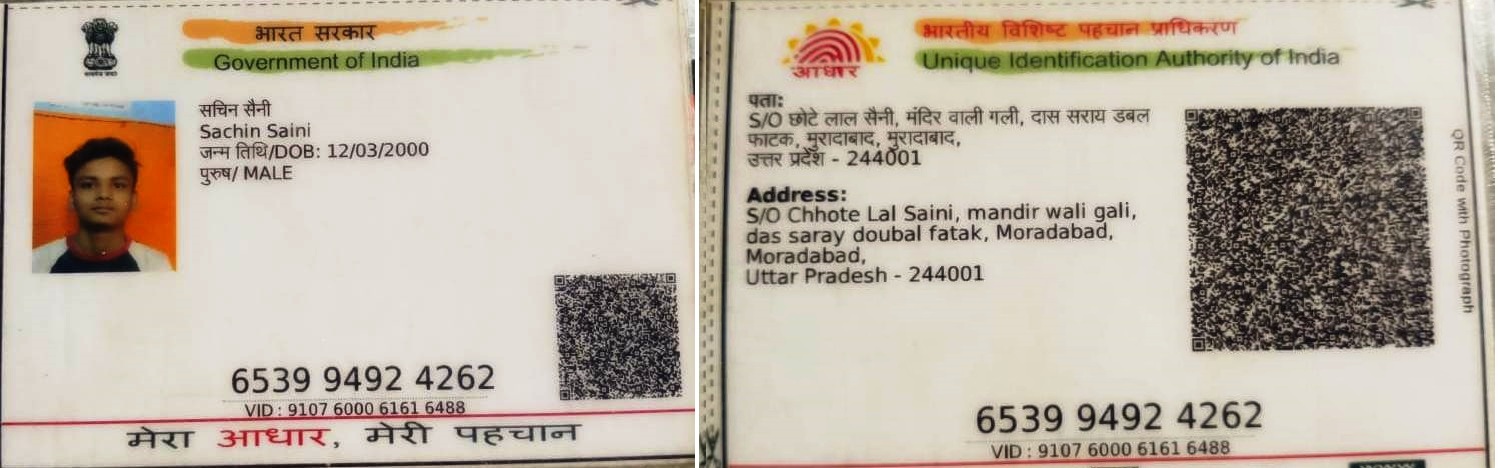 भारत सरकार
Government of India
सचिन सैनी
Sachin Saini
जन्म तिथि/DOB: 12/03/2000
पुरुष/ MALE
6539 9492 4262
VID : 9107 6000 6161 6488
मेरा आधार, मेरी पहचान
भारतीय विशिष्ट पहचान प्राधिकरण
आधार
Unique Identification Authority of India
पता:
S/O छोटे लाल सैनी, मंदिर वाली गली, दास सराय डबल
फाटक, मुरादाबाद, मुरादाबाद,
उत्तर प्रदेश - 244001
Address:
S/O Chhote Lal Saini, mandir wali gali,
das saray doubal fatak, Moradabad,
Moradabad,
Uttar Pradesh - 244001
QR Code with Photograph
6539 9492 4262
VID : 9107 6000 6161 6488